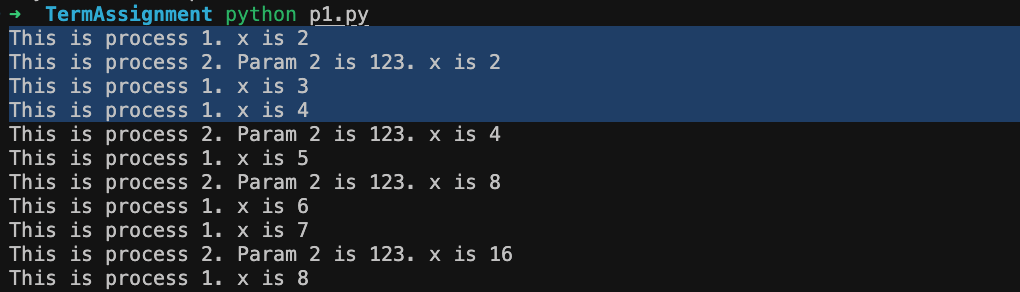 → TermAssignment python p1.py
This is process 1. x is 2
This is process 2. Param 2 is 123. x is 2
This is process 1. x is 3
This is process 1. x is 4
This is process 2. Param 2 is 123. x is 4
This is process 1. x is 5
This is process 2. Param 2 is 123. x is 8
This is process 1. x is 6
This is process 1. x is 7
This is process 2. Param 2 is 123. x is 16
This is process 1. x is 8